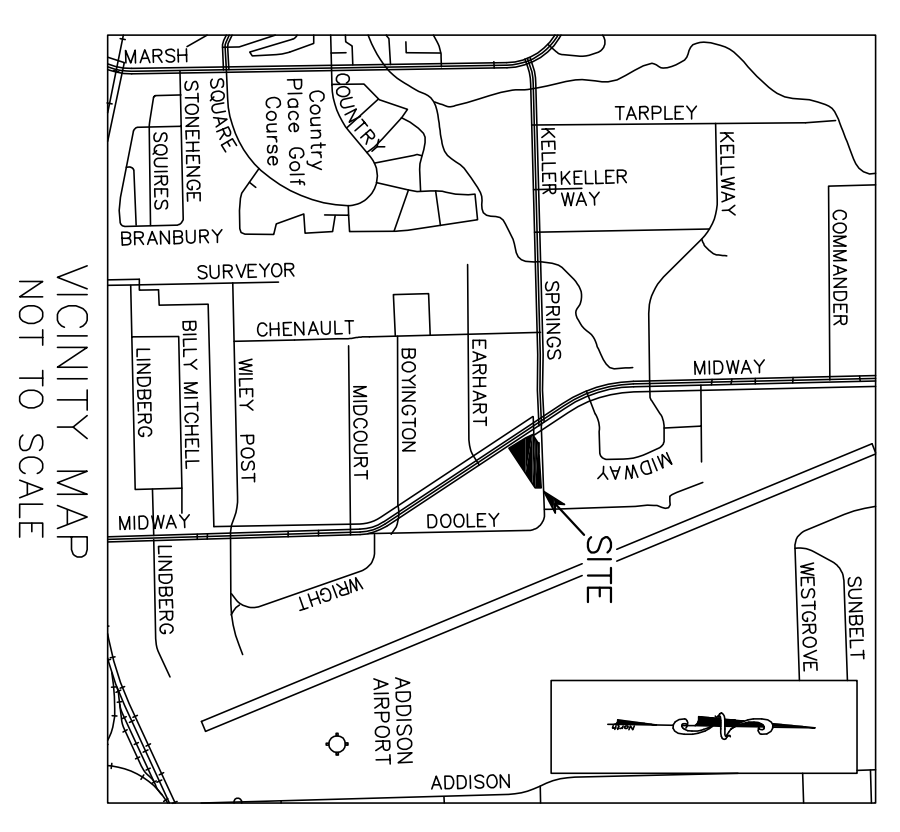 MARSH
STONEHENGE
SQUARE
SQUIRES
BRANBURY
Country
Place Golf
Course
COUNTRY
TARPLEY
KELLER
KELLER
WAY
KELLWAY
COMMANDER
SURVEYOR
CHENAULT
SPRINGS
MIDWAY
BILLY MITCHELL
LINDBERG
WILEY POST
MIDCOURT
BOYINGTON
EARHART
MIDWAY
MIDWAY
DOOLEY
SITE
LINDBERG
WRIGHT
WESTGROVE
SUNBELT
ADDISON
AIRPORT
ADDISON
North
VICINITY MAP
NOT TO SCALE